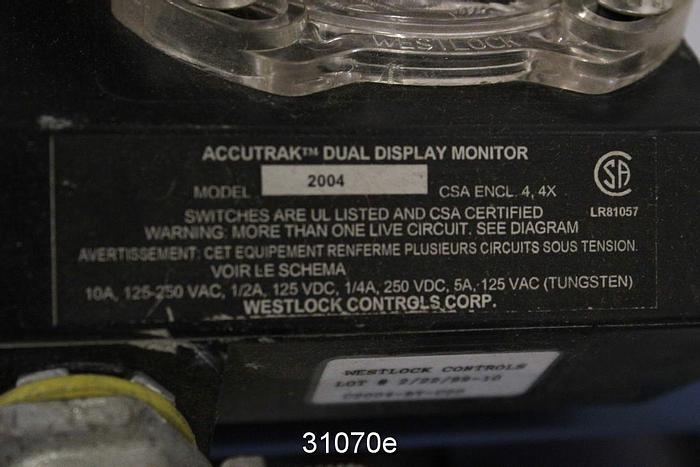 WESTLOCK
ACCUTRAK™ DUAL DISPLAY MONITOR
MODEL 2004 CSA ENCL. 4, 4X
SWITCHES ARE UL LISTED AND CSA CERTIFIED LR81057
WARNING: MORE THAN ONE LIVE CIRCUIT. SEE DIAGRAM
AVERTISSEMENT: CET EQUIPEMENT RENFERME PLUSIEURS CIRCUITS SOUS TENSION.
VOIR LE SCHEMA
10A, 125-250 VAC, 1/2A, 125 VDC, 1/4A, 250 VDC, 5A, 125 VAC (TUNGSTEN)
WESTLOCK CONTROLS CORP.
WESTLOCK CONTROLS
LOT #
31070e